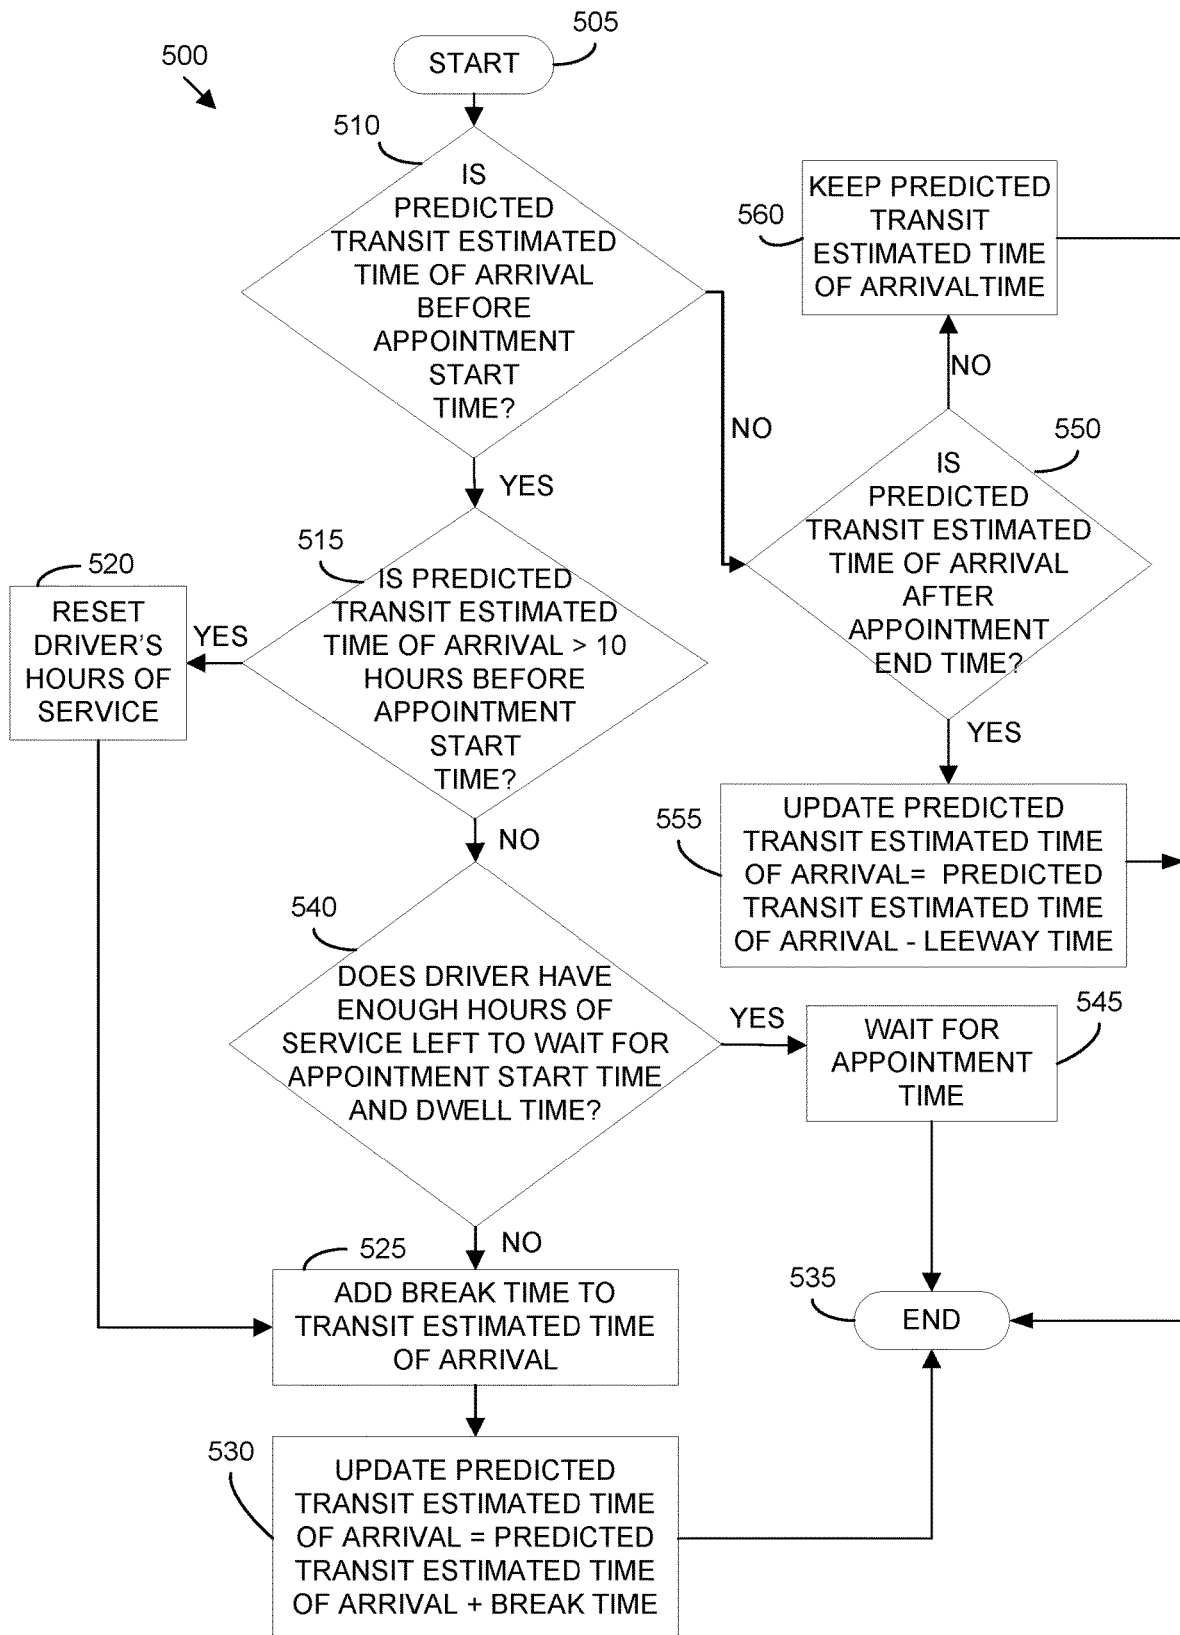 500
START
505
510
IS
PREDICTED
TRANSIT ESTIMATED
TIME OF ARRIVAL
BEFORE
APPOINTMENT
START
TIME?
NO
YES
KEEP PREDICTED
TRANSIT
ESTIMATED TIME
OF ARRIVALTIME
560
NO
550
IS
PREDICTED
TRANSIT ESTIMATED
TIME OF ARRIVAL
AFTER
APPOINTMENT
END TIME?
YES
515
IS PREDICTED
TRANSIT ESTIMATED
TIME OF ARRIVAL > 10
HOURS BEFORE
APPOINTMENT
START
TIME?
YES
NO
520
RESET
DRIVER'S
HOURS OF
SERVICE
555
UPDATE PREDICTED
TRANSIT ESTIMATED TIME
OF ARRIVAL= PREDICTED
TRANSIT ESTIMATED TIME
OF ARRIVAL - LEEWAY TIME
540
DOES DRIVER HAVE
ENOUGH HOURS OF
SERVICE LEFT TO WAIT FOR
APPOINTMENT START TIME
AND DWELL TIME?
YES
NO
545
WAIT FOR
APPOINTMENT
TIME
525
ADD BREAK TIME TO
TRANSIT ESTIMATED TIME
OF ARRIVAL
535
END
530
UPDATE PREDICTED
TRANSIT ESTIMATED TIME
OF ARRIVAL = PREDICTED
TRANSIT ESTIMATED TIME
OF ARRIVAL + BREAK TIME